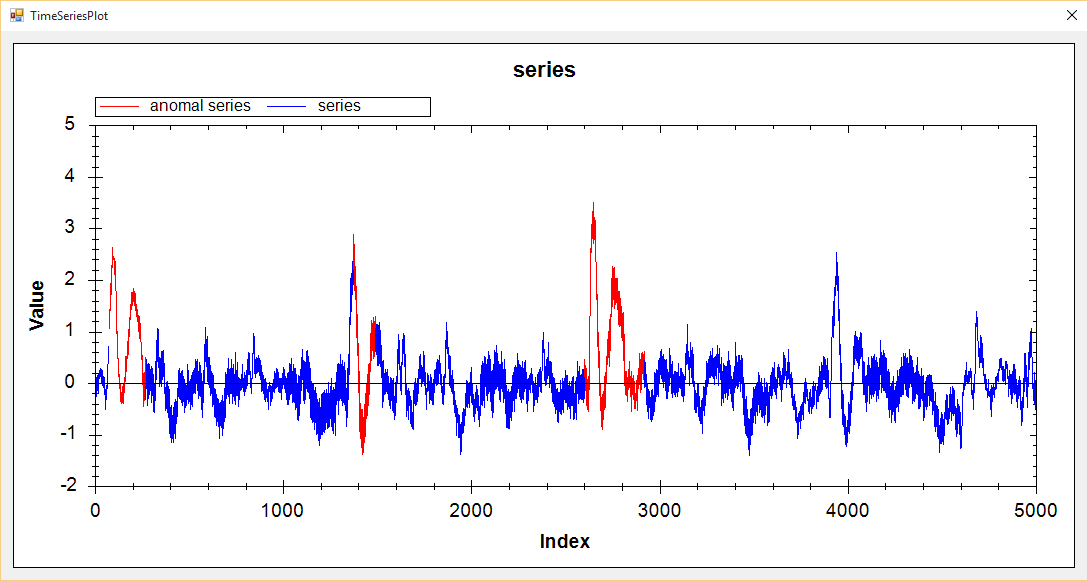 TimeSeriesPlot
series
anomal series series
5
4
3
2
1
0
-1
-2
Value
0 1000 2000 3000 4000 5000
Index